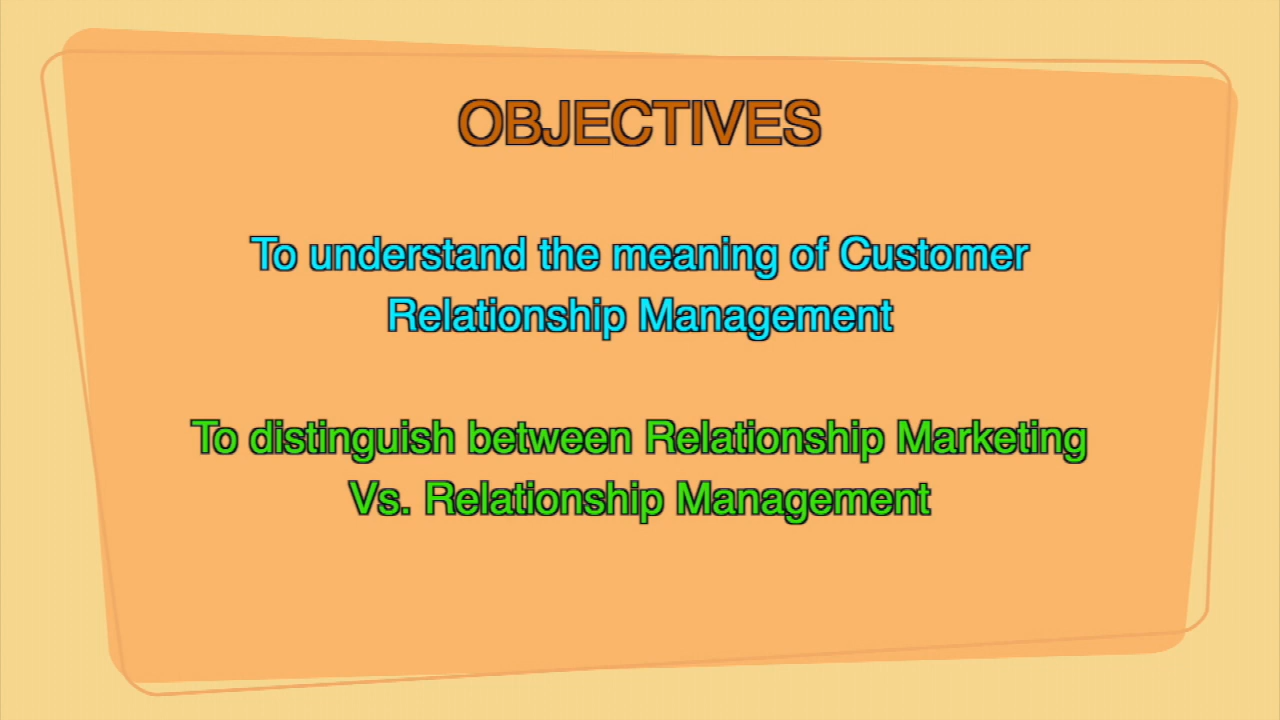 OBJECTIVES
To understand the meaning of Customer
Relationship Management
To distinguish between Relationship Marketing
Vs. Relationship Management